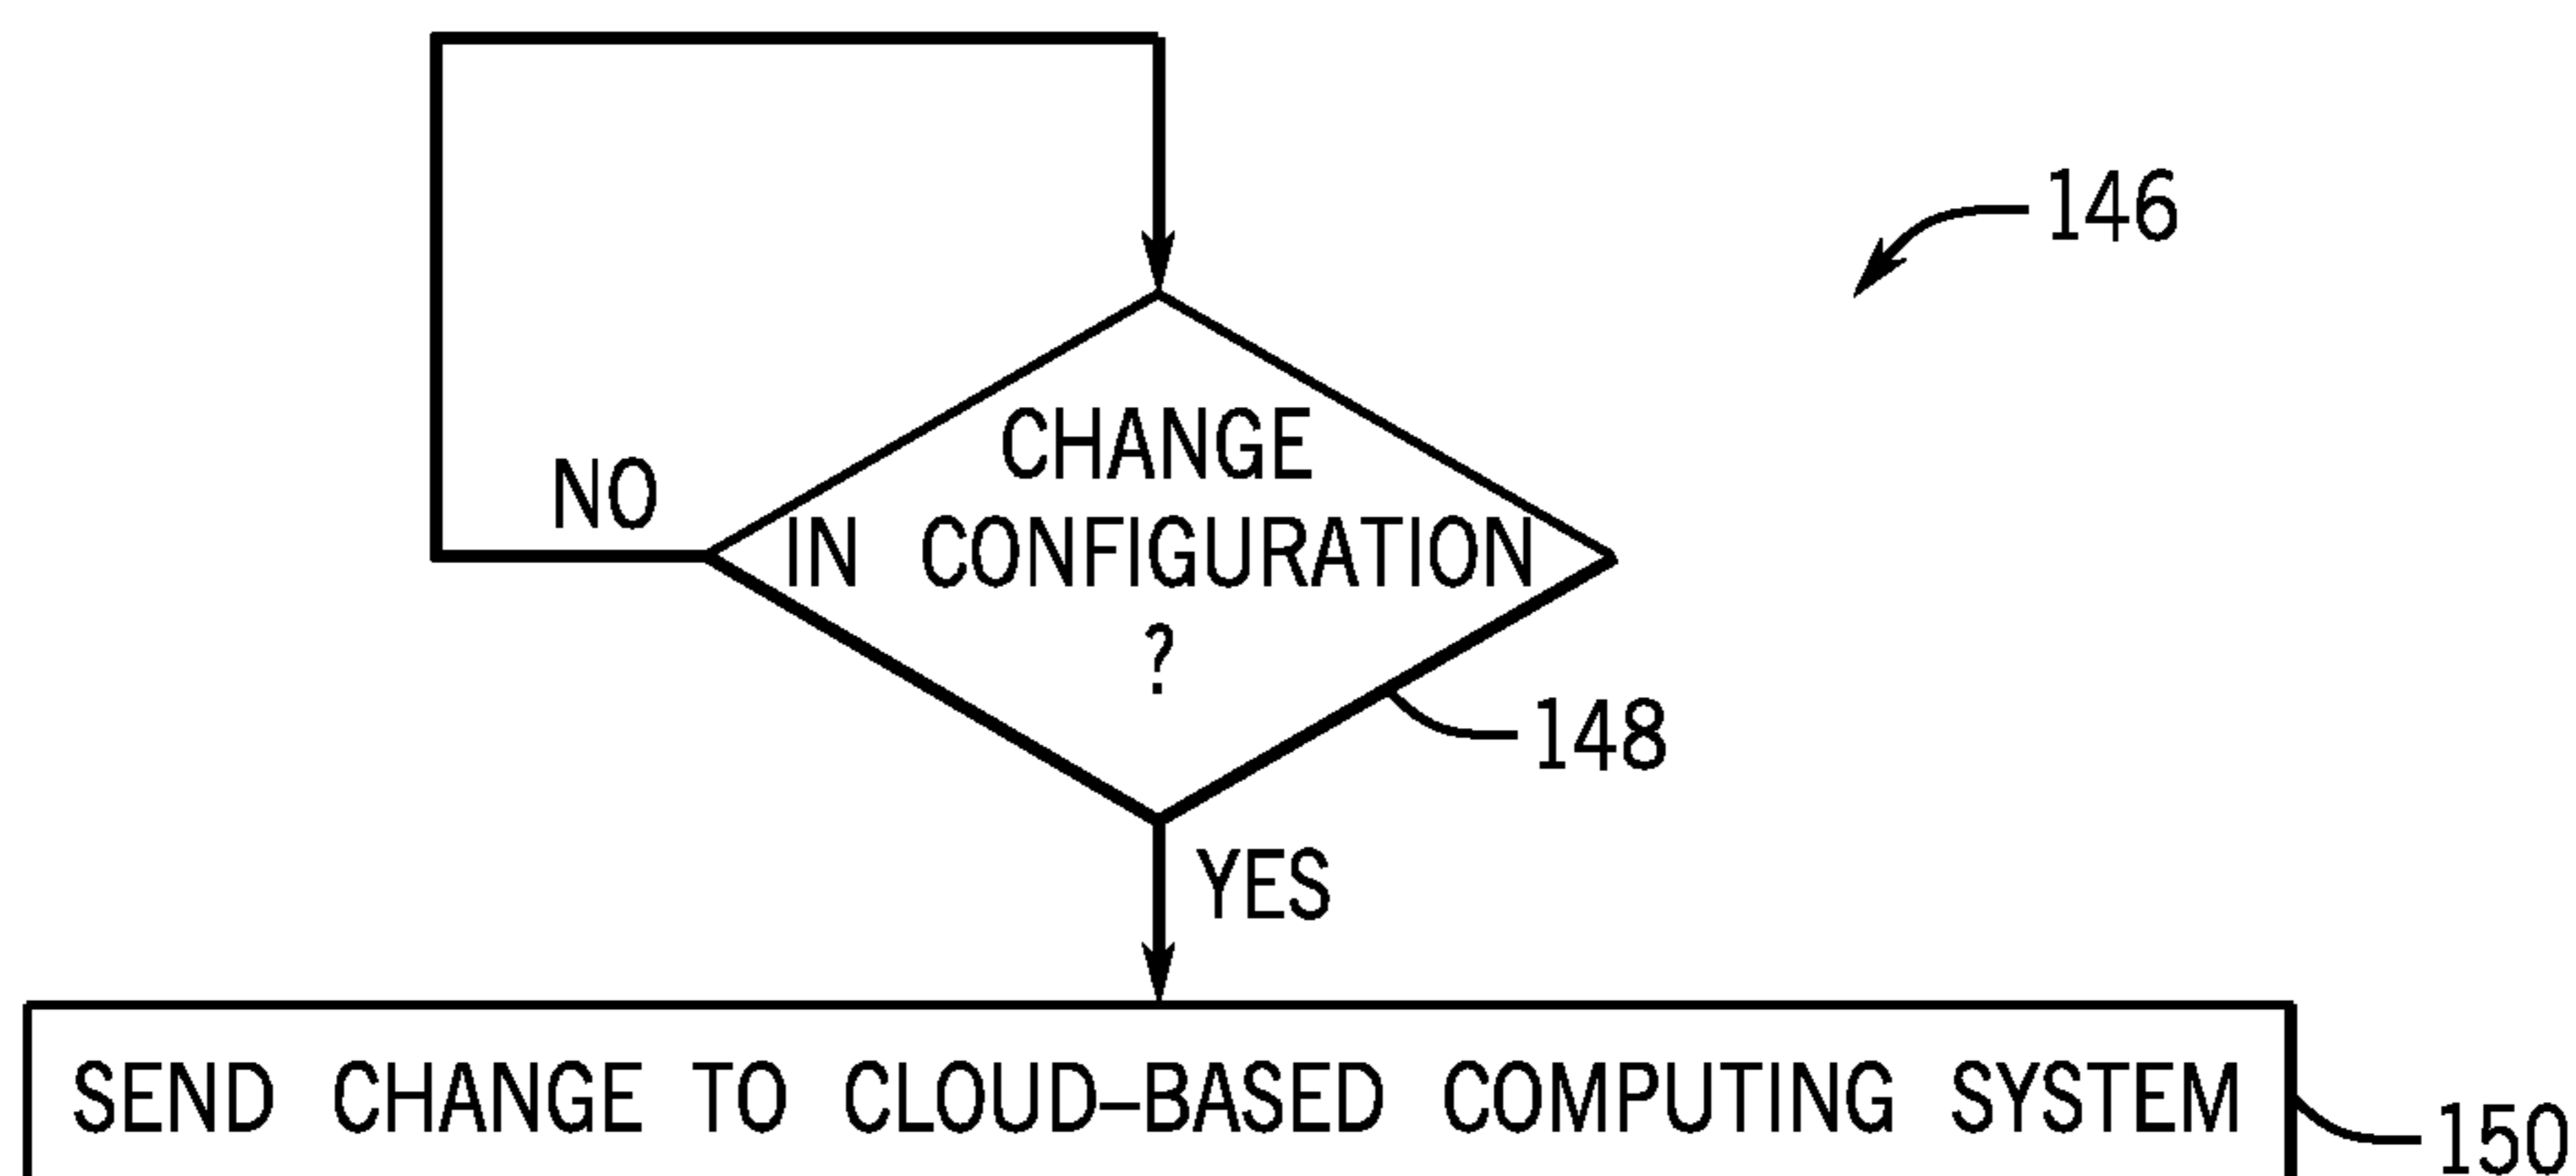 146
CHANGE
NO
IN CONFIGURATION
?
148
YES
SEND CHANGE TO CLOUD–BASED COMPUTING SYSTEM
150